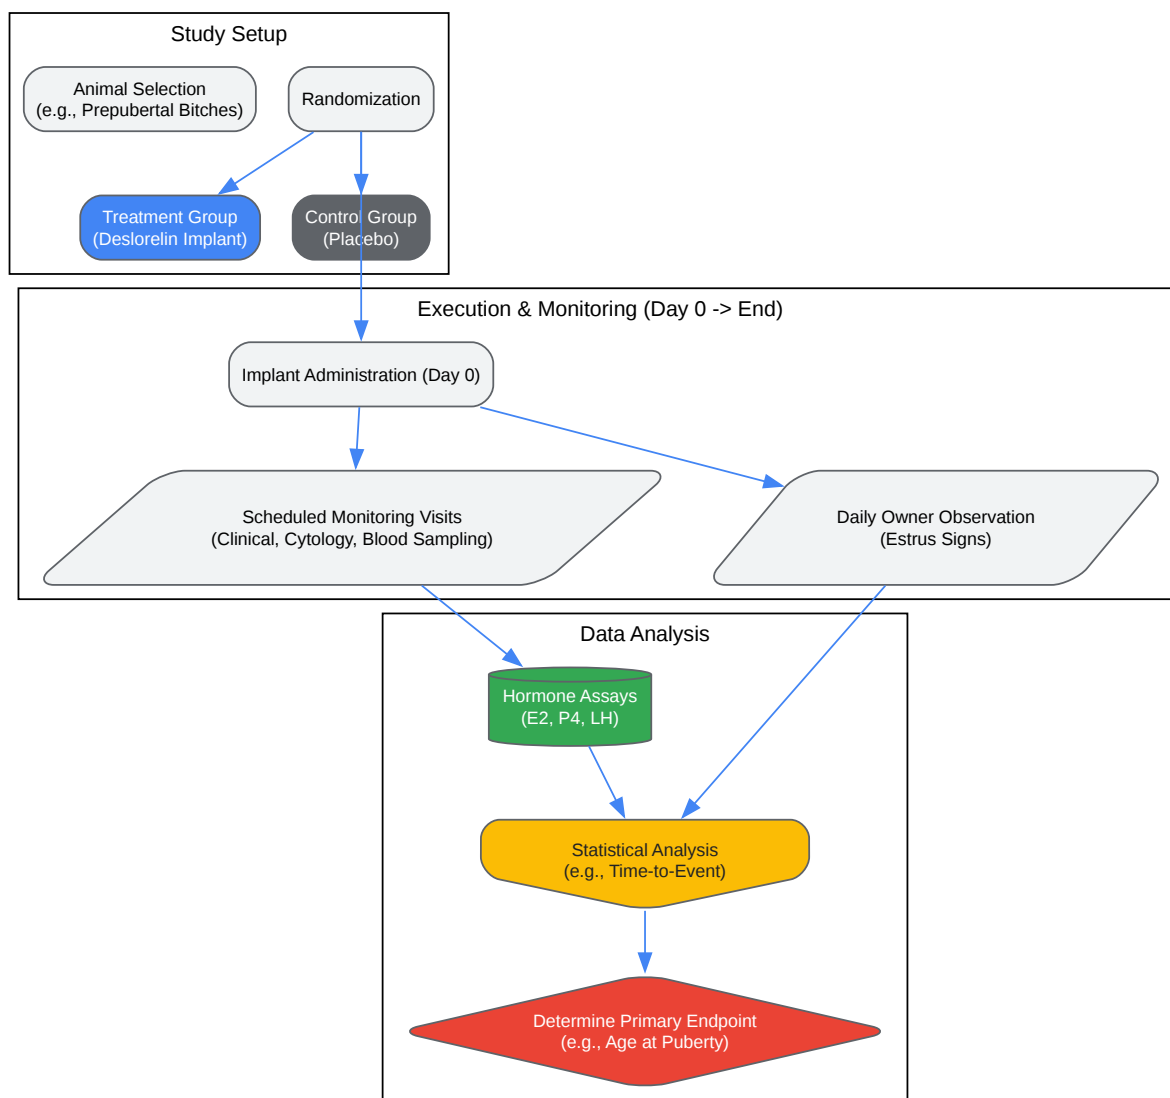 Study Setup
Animal Selection
(e.g., Prepubertal Bitches)
Randomization
Treatment Group
(Deslorelin Implant)
Control Group
(Placebo)
Execution & Monitoring (Day 0 -> End)
Implant Administration (Day 0)
Scheduled Monitoring Visits
(Clinical, Cytology, Blood Sampling)
Daily Owner Observation
(Estrus Signs)
Data Analysis
Hormone Assays
(E2, P4, LH)
Statistical Analysis
(e.g., Time-to-Event)
Determine Primary Endpoint
(e.g., Age at Puberty)